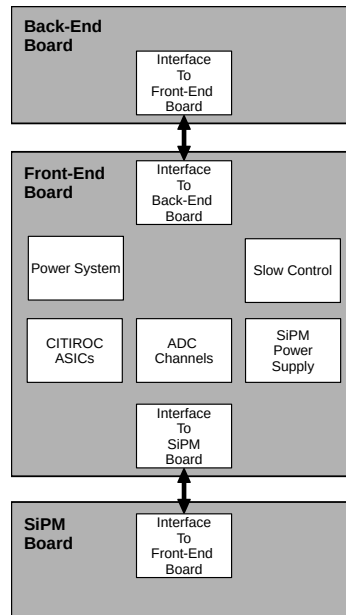 Back-End
Board
Interface
To
Front-End
Board
Front-End
Board
Interface
To
Back-End
Board
Power System
Slow Control
CITIROC
ASICs
ADC
Channels
SiPM
Power
Supply
Interface
To
SiPM
Board
SiPM
Board
Interface
To
Front-End
Board